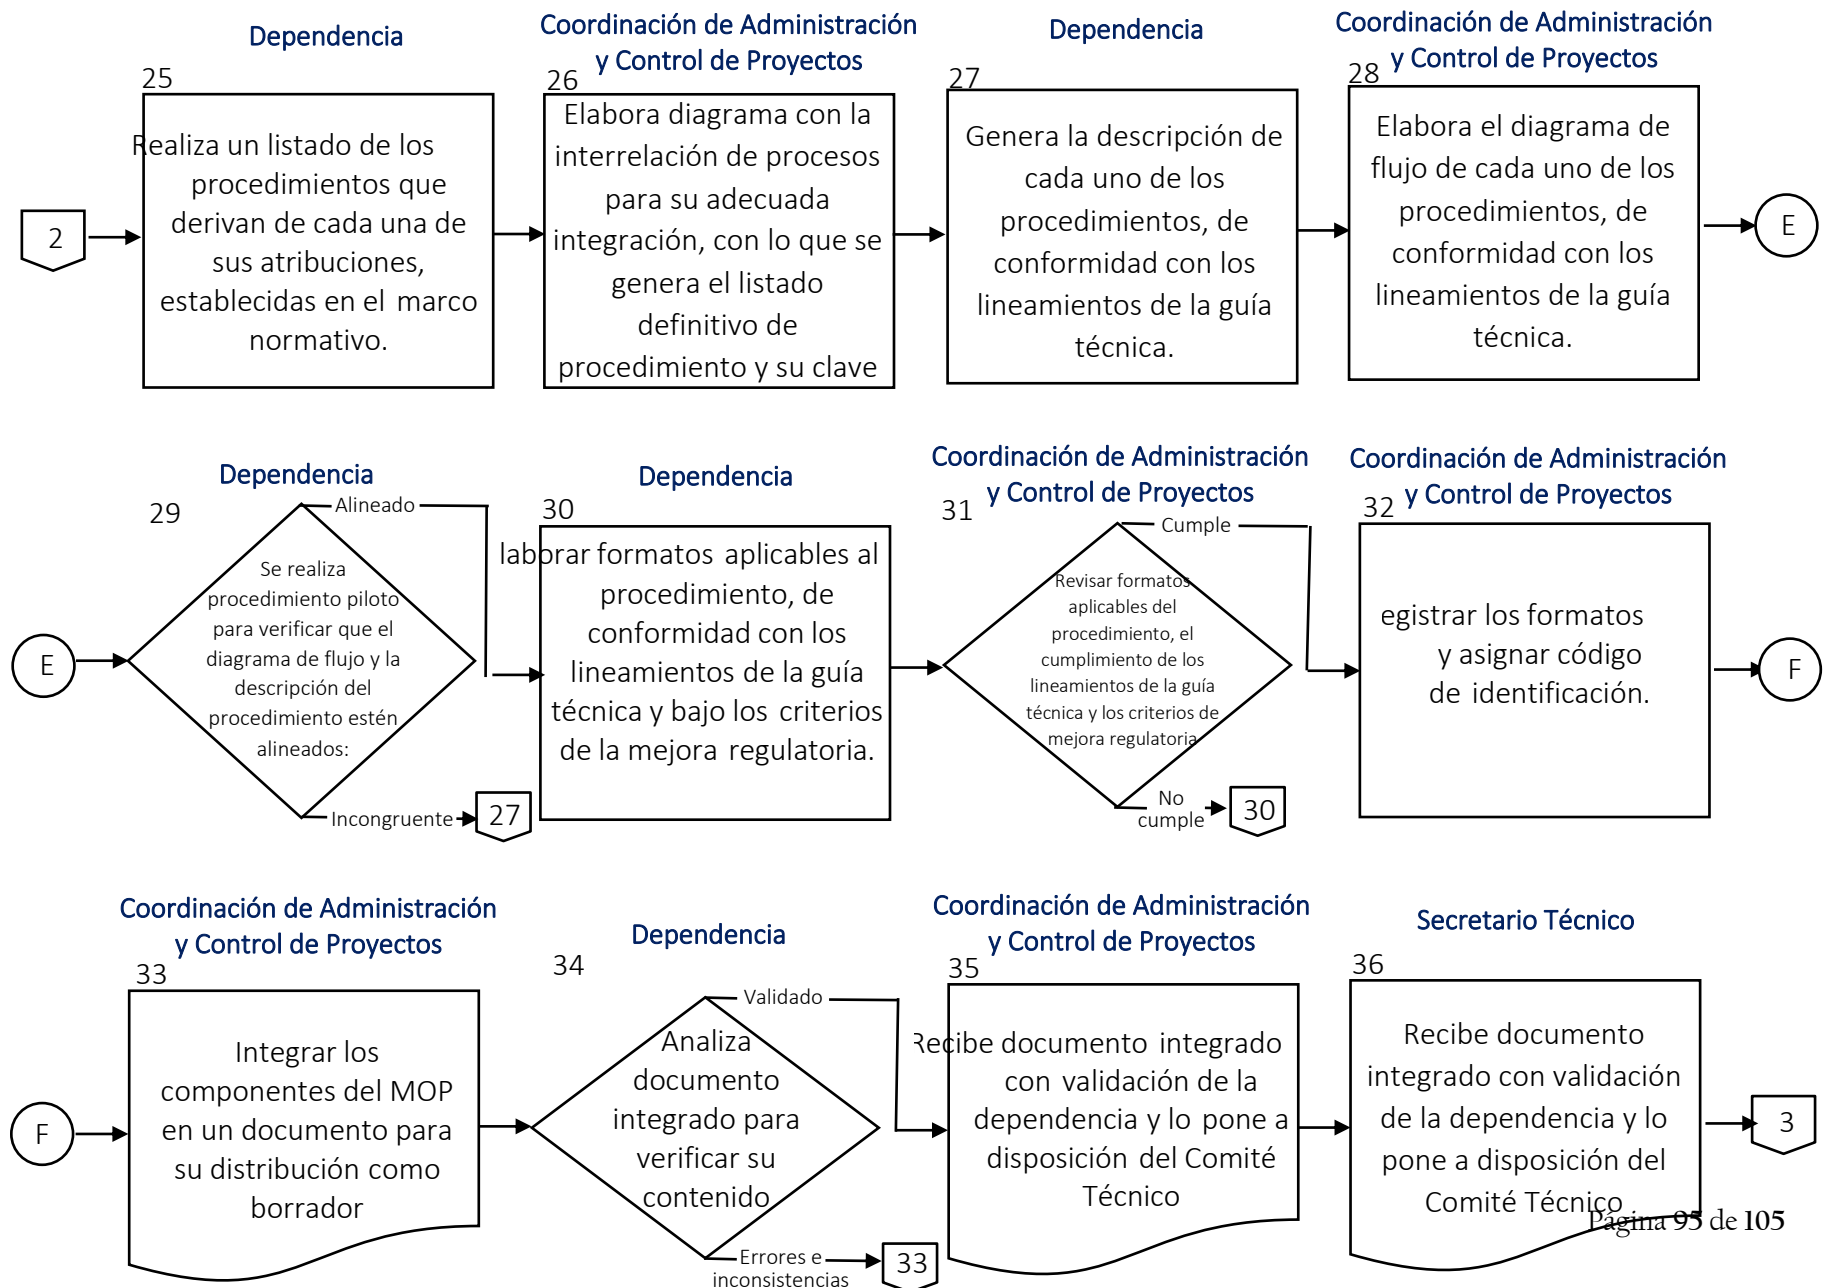 Dependencia
25
Realiza un listado de los
procedimientos que
derivan de cada una de
sus atribuciones,
establecidas en el marco
normativo.
2
Coordinación de Administración
y Control de Proyectos
26
Elabora diagrama con la
interrelación de procesos
para su adecuada
integración, con lo que se
genera el listado
definitivo de
procedimiento y su clave
Dependencia
27
Genera la descripción de
cada uno de los
procedimientos, de
conformidad con los
lineamientos de la guía
técnica.
Coordinación de Administración
y Control de Proyectos
28
Elabora el diagrama de
flujo de cada uno de los
procedimientos, de
conformidad con los
lineamientos de la guía
técnica.
E
Dependencia
29
Alineado
E
Se realiza
procedimiento piloto
para verificar que el
diagrama de flujo y la
descripción del
procedimiento estén
alineados:
Incongruente
27
Dependencia
30
laborar formatos aplicables al
procedimiento, de
conformidad con los
lineamientos de la guía
técnica y bajo los criterios
de la mejora regulatoria.
Coordinación de Administración
y Control de Proyectos
31
Cumple
Revisar formatos
aplicables del
procedimiento, el
cumplimiento de los
lineamientos de la guía
técnica y los criterios de
mejora regulatoria
No
cumple
30
Coordinación de Administración
y Control de Proyectos
32
egistrar los formatos
y asignar código
de identificación.
F
Coordinación de Administración
y Control de Proyectos
33
F
Integrar los
componentes del MOP
en un documento para
su distribución como
borrador
Dependencia
34
Validado
Analiza
documento
integrado para
verificar su
contenido
Errores e
inconsistencias
33
Coordinación de Administración
y Control de Proyectos
35
Recibe documento integrado
con validación de la
dependencia y lo pone a
disposición del Comité
Técnico
Secretario Técnico
36
Recibe documento
integrado con validación
de la dependencia y lo
pone a disposición del
Comité Técnico
3
Página 95 de 105